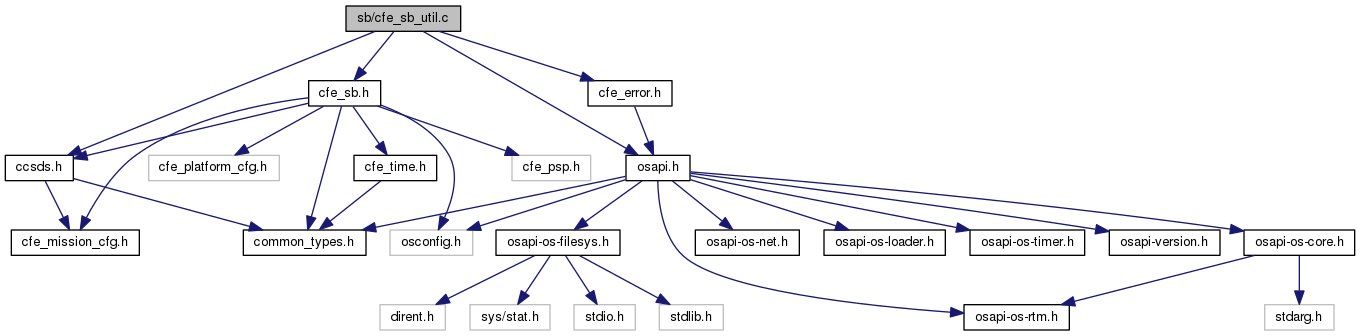 sb/cfe_sb_util.c
cfe_sb.h
cfe_error.h
ccsds.h
cfe_platform_cfg.h
cfe_time.h
cfe_psp.h
osapi.h
cfe_mission_cfg.h
common_types.h
osconfig.h
osapi-os-filesys.h
osapi-os-net.h
osapi-os-loader.h
osapi-os-timer.h
osapi-version.h
osapi-os-core.h
dirent.h
sys/stat.h
stdio.h
stdlib.h
osapi-os-rtm.h
stdarg.h